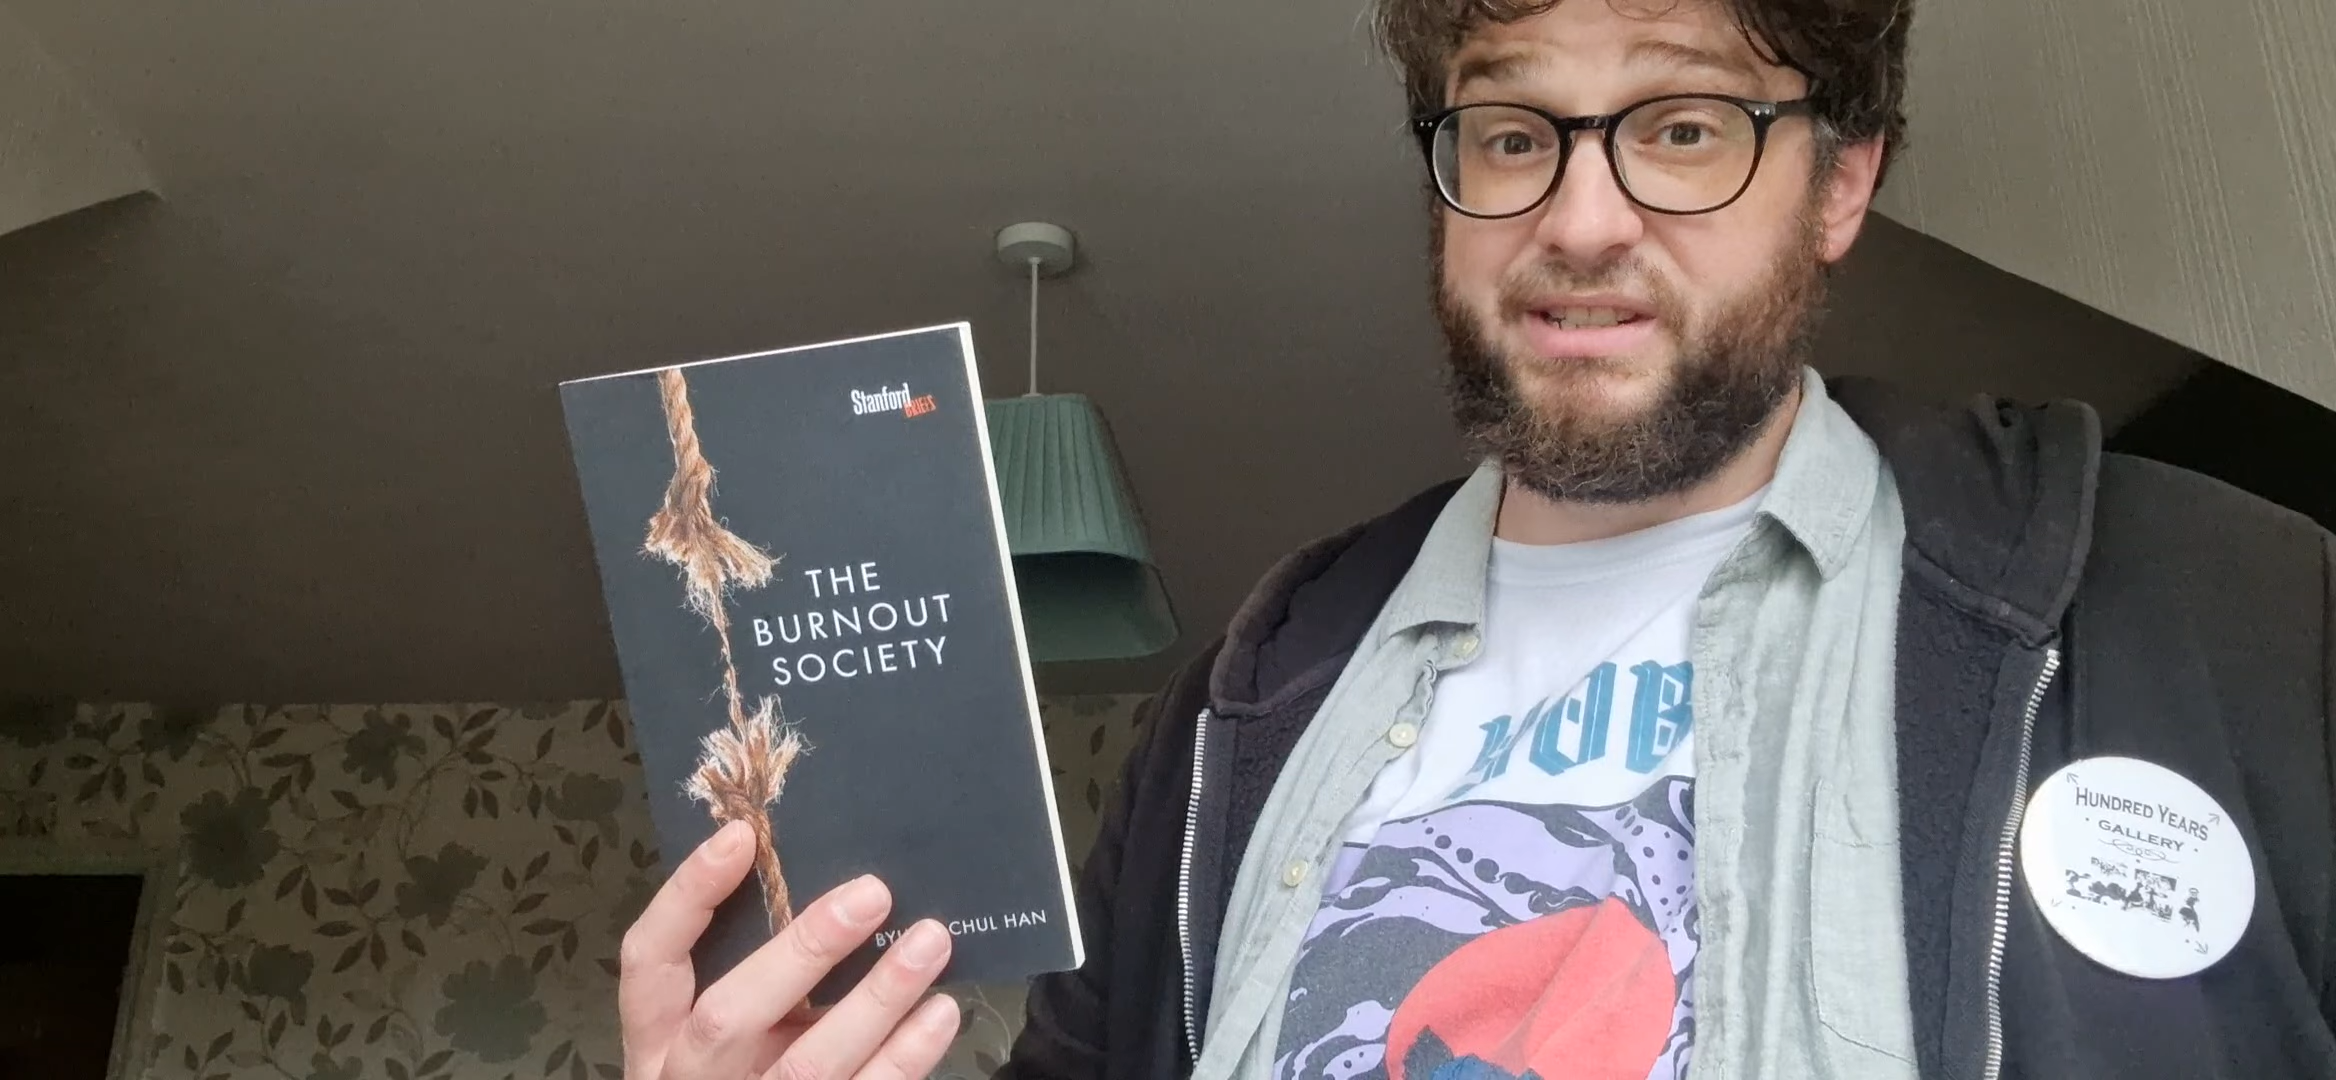 Stanford
BRIEFS
THE
BURNOUT
SOCIETY
CHUL HAN
HUNDRED YEARS
GALLERY